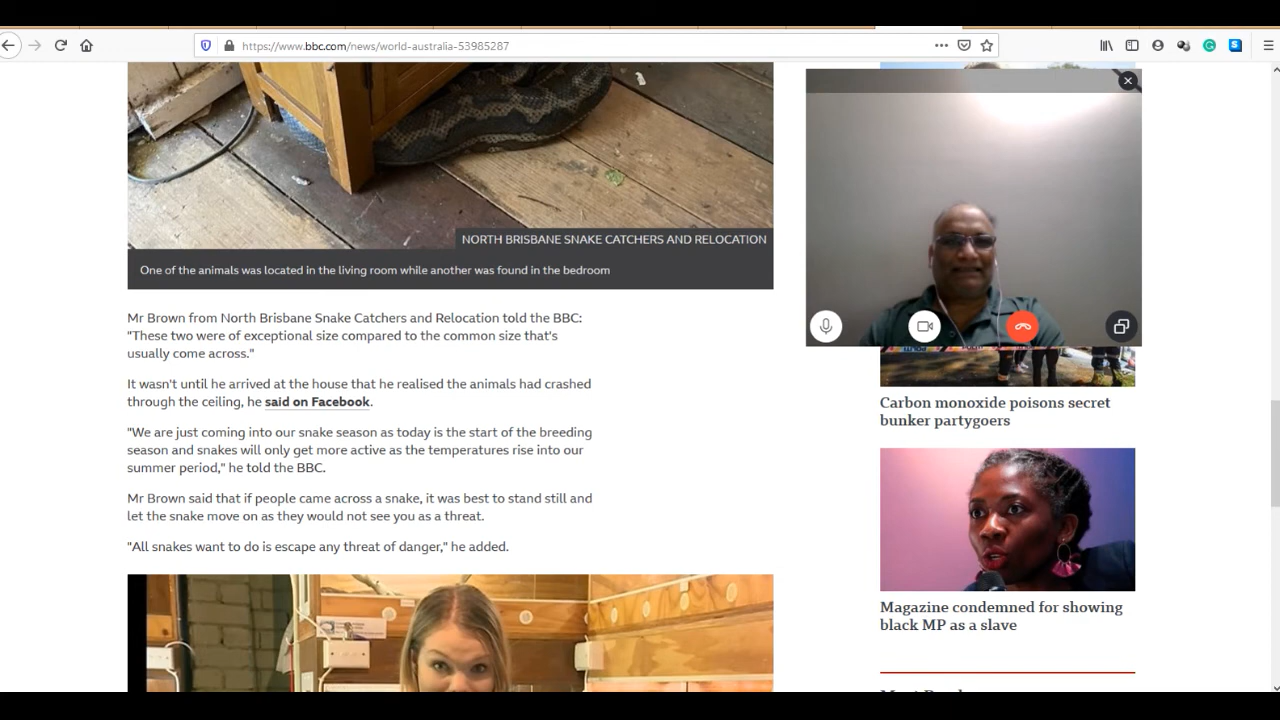 https://www.bbc.com/news/world-australia-53985287
NORTH BRISBANE SNAKE CATCHERS AND RELOCATION
One of the animals was located in the living room while another was found in the bedroom
Mr Brown from North Brisbane Snake Catchers and Relocation told the BBC:
"These two were of exceptional size compared to the common size that's
usually come across."
It wasn't until he arrived at the house that he realised the animals had crashed
through the ceiling, he said on Facebook.
"We are just coming into our snake season as today is the start of the breeding
season and snakes will only get more active as the temperatures rise into our
summer period," he told the BBC.
Mr Brown said that if people came across a snake, it was best to stand still and
let the snake move on as they would not see you as a threat.
"All snakes want to do is escape any threat of danger," he added.
Carbon monoxide poisons secret
bunker partygoers
Magazine condemned for showing
black MP as a slave